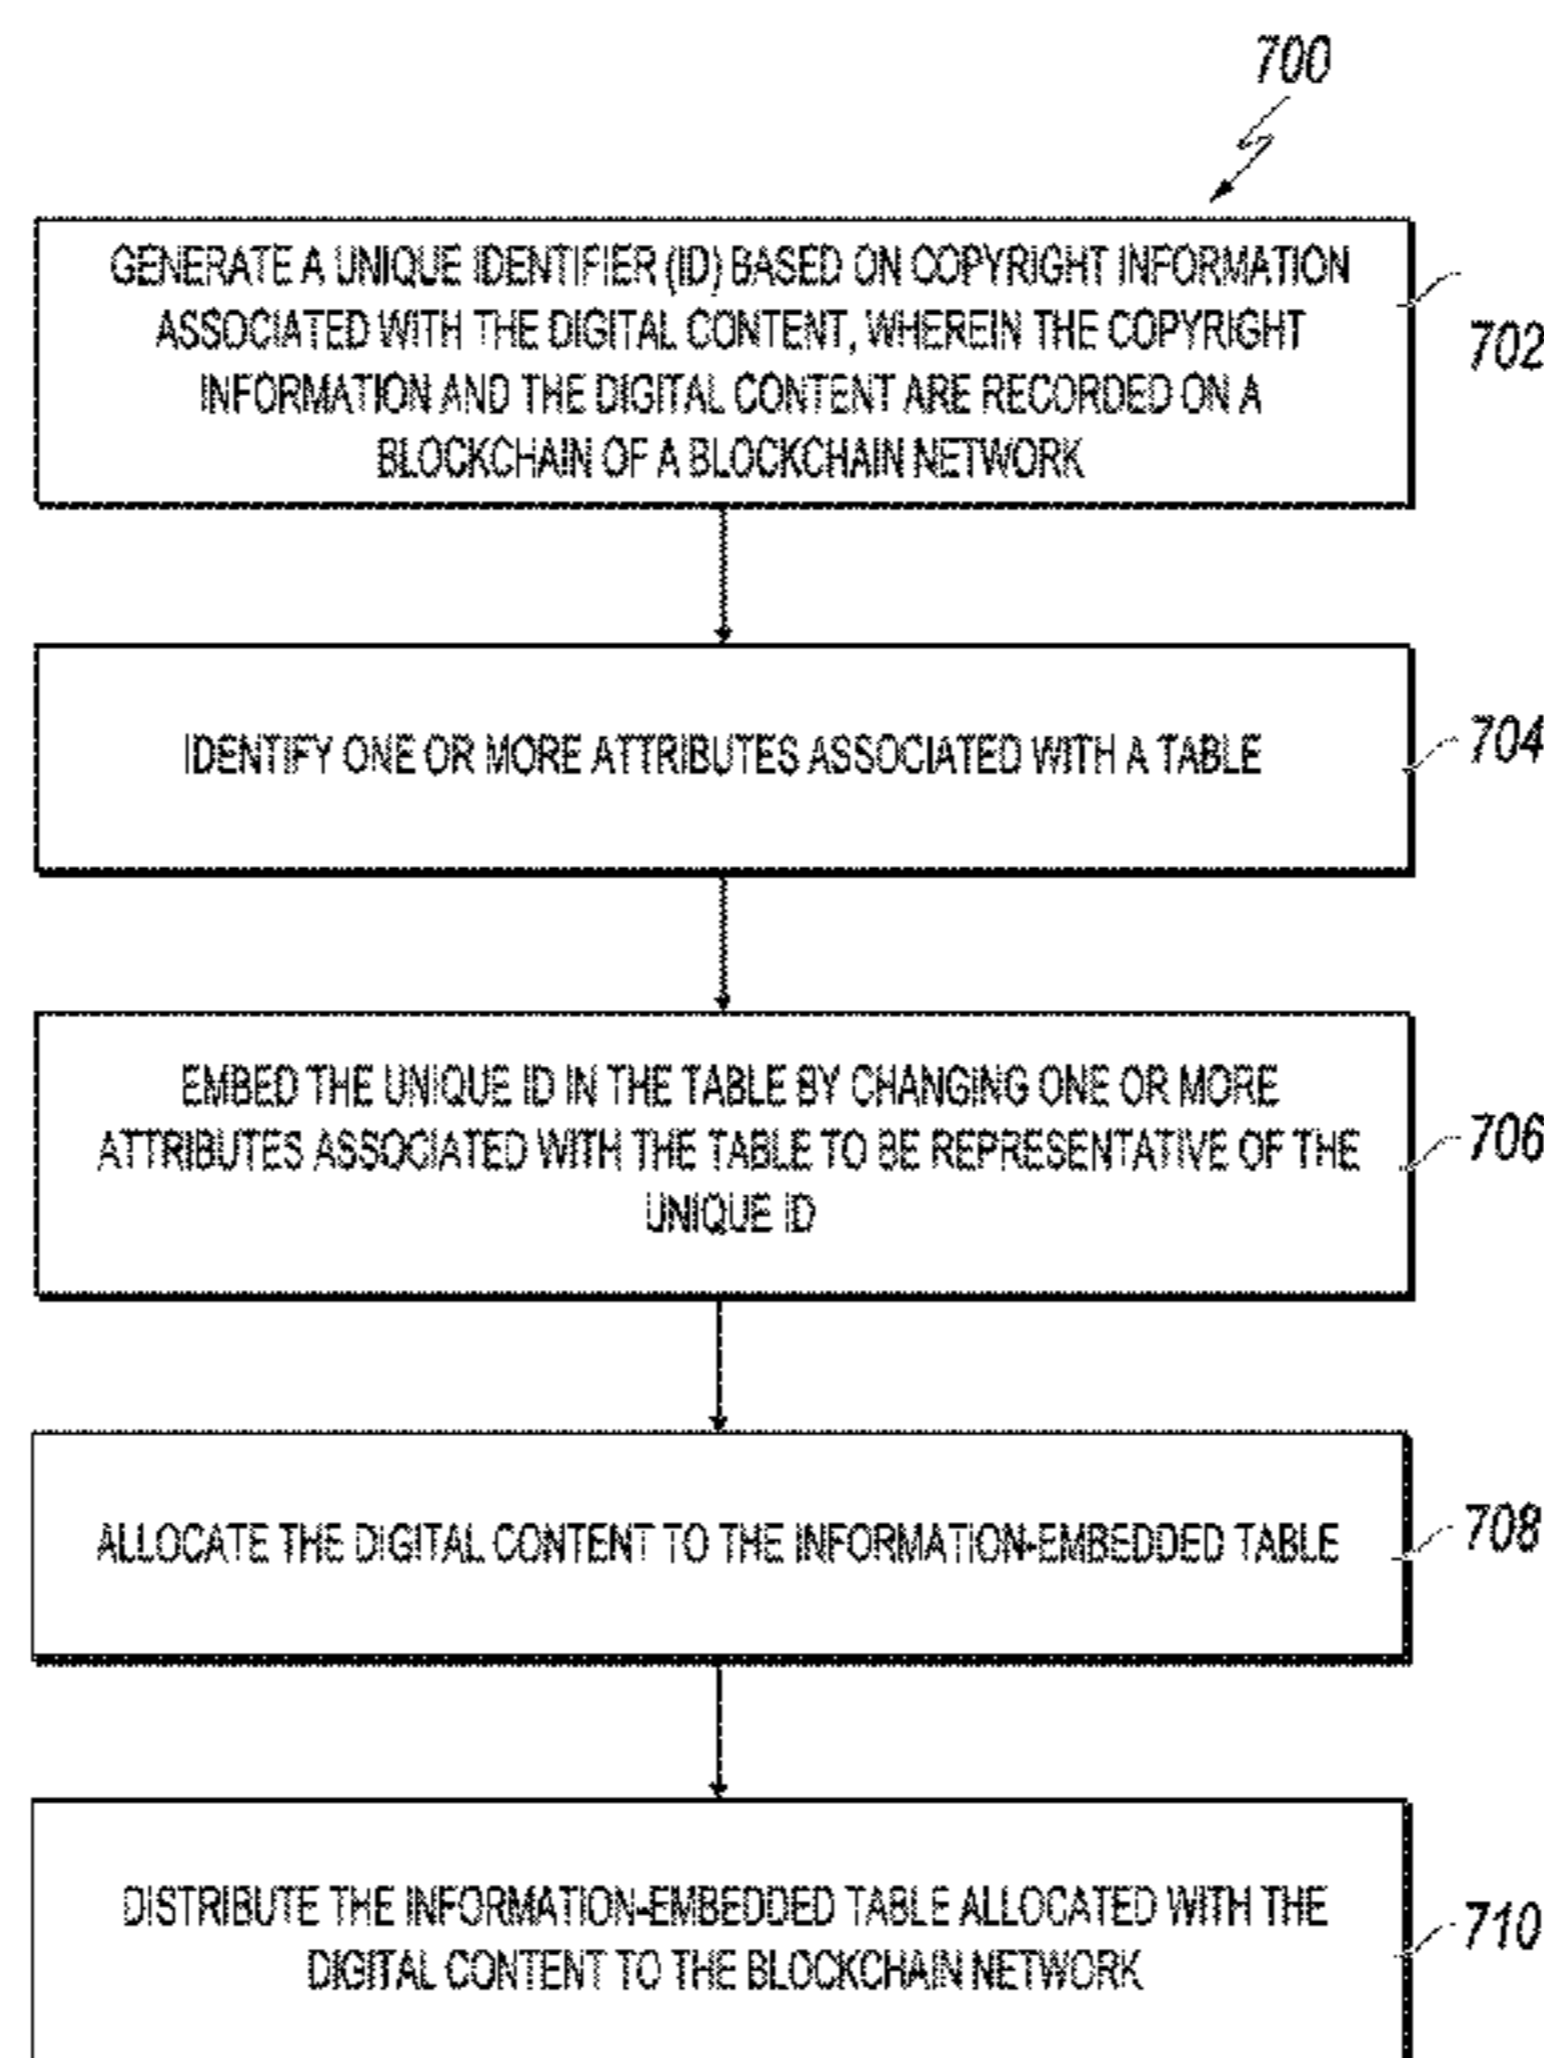 700
GENERATE A UNIQUE IDENTIFIER (ID) BASED ON COPYRIGHT INFORMATION
ASSOCIATED WITH THE DIGITAL CONTENT, WHEREIN THE COPYRIGHT
INFORMATION AND THE DIGITAL CONTENT ARE RECORDED ON A
BLOCKCHAIN OF A BLOCKCHAIN NETWORK
702
IDENTIFY ONE OR MORE ATTRIBUTES ASSOCIATED WITH A TABLE
704
EMBED THE UNIQUE ID IN THE TABLE BY CHANGING ONE OR MORE
ATTRIBUTES ASSOCIATED WITH THE TABLE TO BE REPRESENTATIVE OF THE
UNIQUE ID
706
ALLOCATE THE DIGITAL CONTENT TO THE INFORMATION-EMBEDDED TABLE
708
DISTRIBUTE THE INFORMATION-EMBEDDED TABLE ALLOCATED WITH THE
DIGITAL CONTENT TO THE BLOCKCHAIN NETWORK
710